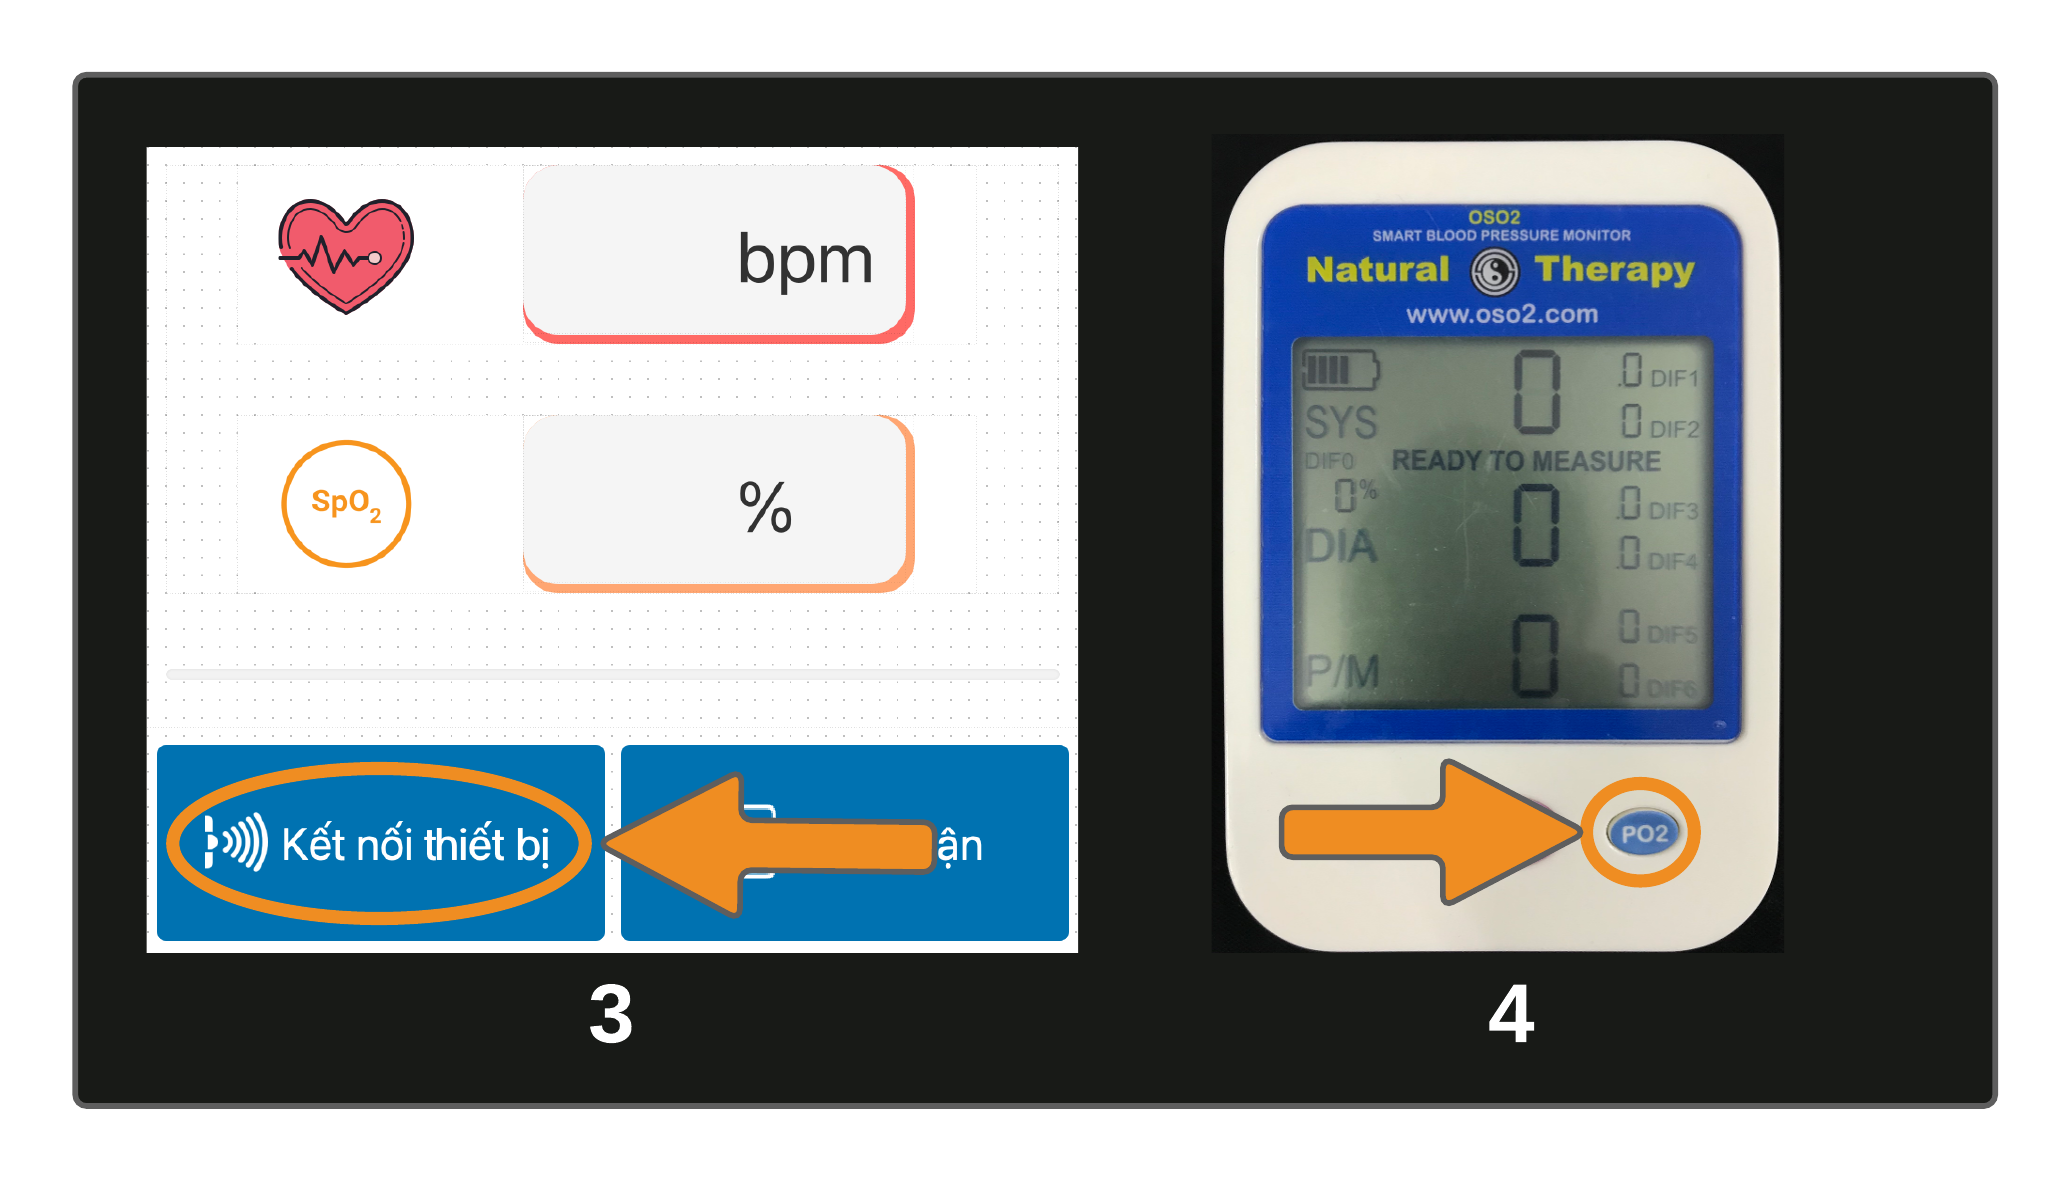 bpm
SpO2
%
Kết nối thiết bị
ận
3
OSO2
SMART BLOOD PRESSURE MONITOR
Natural Therapy
www.oso2.com
0 .0 DIF1
SYS 0 DIF2
DIF0 READY TO MEASURE
0% 0 .0 DIF3
DIA .0 DIF4
0 0 DIF5
P/M 0 DIF6
PO2
4